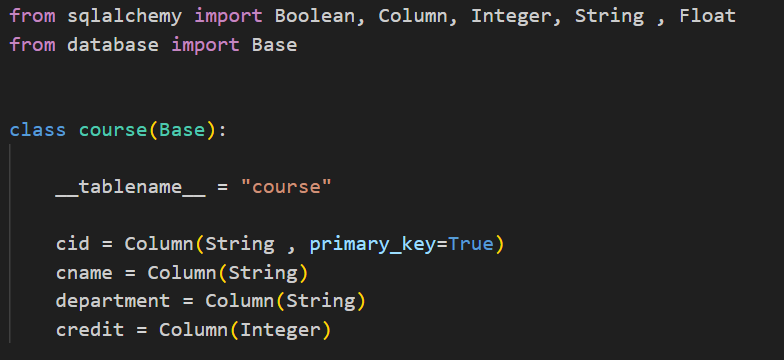 from sqlalchemy import Boolean, Column, Integer, String , Float
from database import Base
class course(Base):
__tablename__ = "course"
cid = Column(String , primary_key=True)
cname = Column(String)
department = Column(String)
credit = Column(Integer)